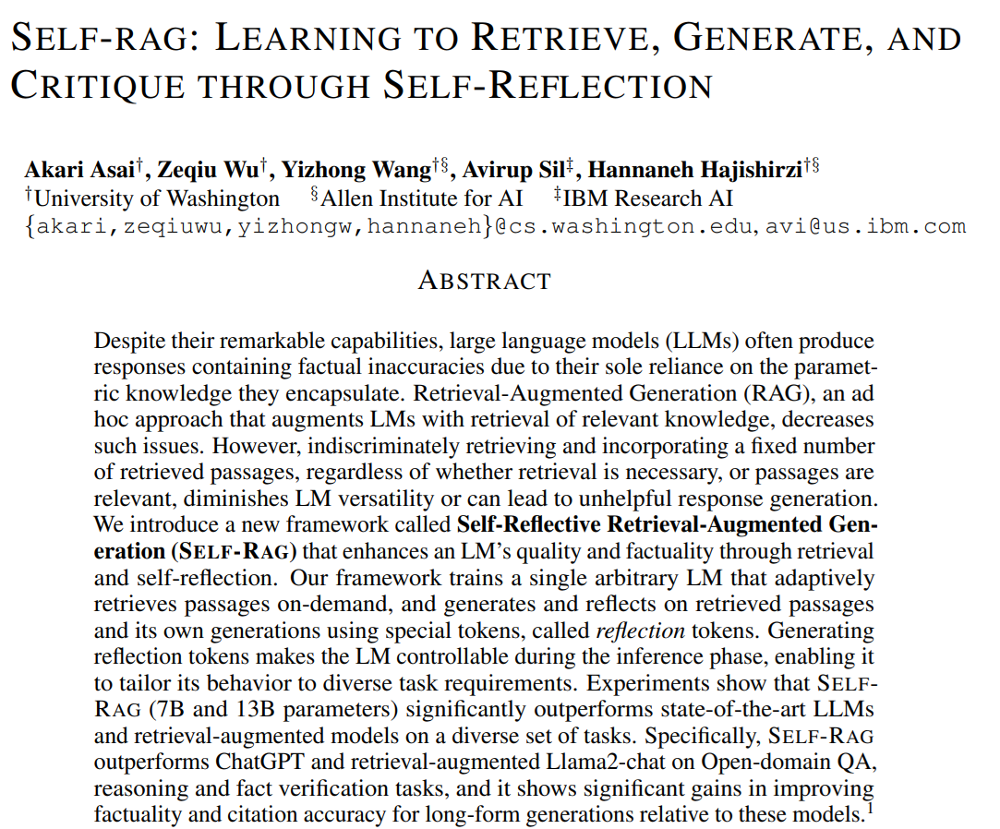 SELF-RAG: LEARNING TO RETRIEVE, GENERATE, AND
CRITIQUE THROUGH SELF-REFLECTION
Akari Asai†, Zeqiu Wu†, Yizhong Wang†§, Avirup Sil‡, Hannaneh Hajishirzi†§
†University of Washington §Allen Institute for AI ‡IBM Research AI
{akari,zeqiuwu,yizhongw,hannaneh}@cs.washington.edu, avi@us.ibm.com
ABSTRACT
Despite their remarkable capabilities, large language models (LLMs) often produce
responses containing factual inaccuracies due to their sole reliance on the paramet-
ric knowledge they encapsulate. Retrieval-Augmented Generation (RAG), an ad
hoc approach that augments LMs with retrieval of relevant knowledge, decreases
such issues. However, indiscriminately retrieving and incorporating a fixed number
of retrieved passages, regardless of whether retrieval is necessary, or passages are
relevant, diminishes LM versatility or can lead to unhelpful response generation.
We introduce a new framework called Self-Reflective Retrieval-Augmented Gen-
eration (SELF-RAG) that enhances an LM's quality and factuality through retrieval
and self-reflection. Our framework trains a single arbitrary LM that adaptively
retrieves passages on-demand, and generates and reflects on retrieved passages
and its own generations using special tokens, called reflection tokens. Generating
reflection tokens makes the LM controllable during the inference phase, enabling it
to tailor its behavior to diverse task requirements. Experiments show that SELF-
RAG (7B and 13B parameters) significantly outperforms state-of-the-art LLMs
and retrieval-augmented models on a diverse set of tasks. Specifically, SELF-RAG
outperforms ChatGPT and retrieval-augmented Llama2-chat on Open-domain QA,
reasoning and fact verification tasks, and it shows significant gains in improving
factuality and citation accuracy for long-form generations relative to these models.1